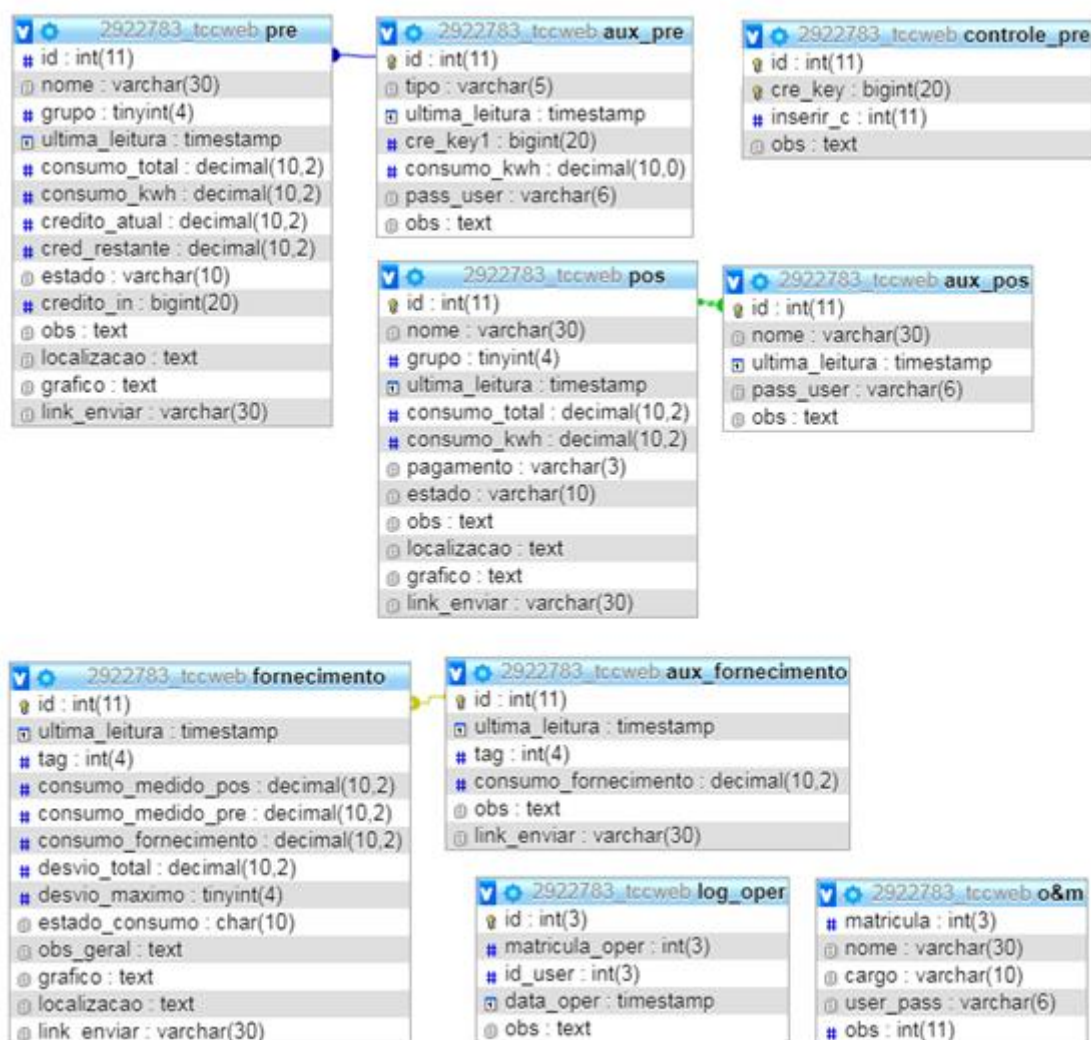 2922783_tccweb pre
id : int(11)
nome : varchar(30)
grupo : tinyint(4)
ultima_leitura : timestamp
consumo_total : decimal(10,2)
consumo_kwh : decimal(10,2)
credito_atual : decimal(10,2)
cred_restante : decimal(10,2)
estado : varchar(10)
credito_in : bigint(20)
obs : text
localizacao : text
grafico : text
link_enviar : varchar(30)
2922783_tccweb aux_pre
id : int(11)
tipo : varchar(5)
ultima_leitura : timestamp
cre_key1 : bigint(20)
consumo_kwh : decimal(10,0)
pass_user : varchar(6)
obs : text
2922783_tccweb controle_pre
id : int(11)
cre_key : bigint(20)
inserir_c : int(11)
obs : text
2922783_tccweb pos
id : int(11)
nome : varchar(30)
grupo : tinyint(4)
ultima_leitura : timestamp
consumo_total : decimal(10,2)
consumo_kwh : decimal(10,2)
pagamento : varchar(3)
estado : varchar(10)
obs : text
localizacao : text
grafico : text
link_enviar : varchar(30)
2922783_tccweb aux_pos
id : int(11)
nome : varchar(30)
ultima_leitura : timestamp
pass_user : varchar(6)
obs : text
2922783_tccweb fornecimento
id : int(11)
ultima_leitura : timestamp
tag : int(4)
consumo_medido_pos : decimal(10,2)
consumo_medido_pre : decimal(10,2)
consumo_fornecimento : decimal(10,2)
desvio_total : decimal(10,2)
desvio_maximo : tinyint(4)
estado_consumo : char(10)
obs_geral : text
grafico : text
localizacao : text
link_enviar : varchar(30)
2922783_tccweb aux_fornecimento
id : int(11)
ultima_leitura : timestamp
tag : int(4)
consumo_fornecimento : decimal(10,2)
obs : text
link_enviar : varchar(30)
2922783_tccweb log_oper
id : int(3)
matricula_oper : int(3)
id_user : int(3)
data_oper : timestamp
obs : text
2922783_tccweb o&m
matricula : int(3)
nome : varchar(30)
cargo : varchar(10)
user_pass : varchar(6)
obs : int(11)